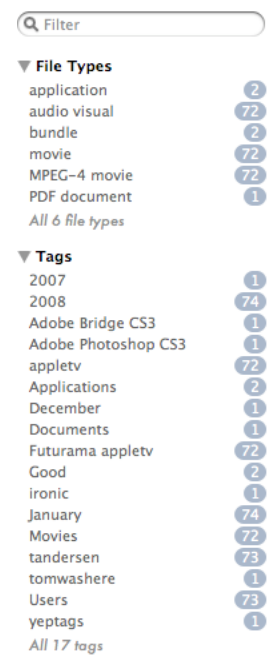 Filter
File Types
application 2
audio visual 72
bundle 2
movie 72
MPEG-4 movie 72
PDF document 1
All 6 file types
Tags
2007 1
2008 74
Adobe Bridge CS3 1
Adobe Photoshop CS3 1
appletv 72
Applications 2
December 1
Documents 1
Futurama appletv 72
Good 2
ironic 1
January 74
Movies 72
tandersen 73
tomwashere 1
Users 73
yeptags 1
All 17 tags